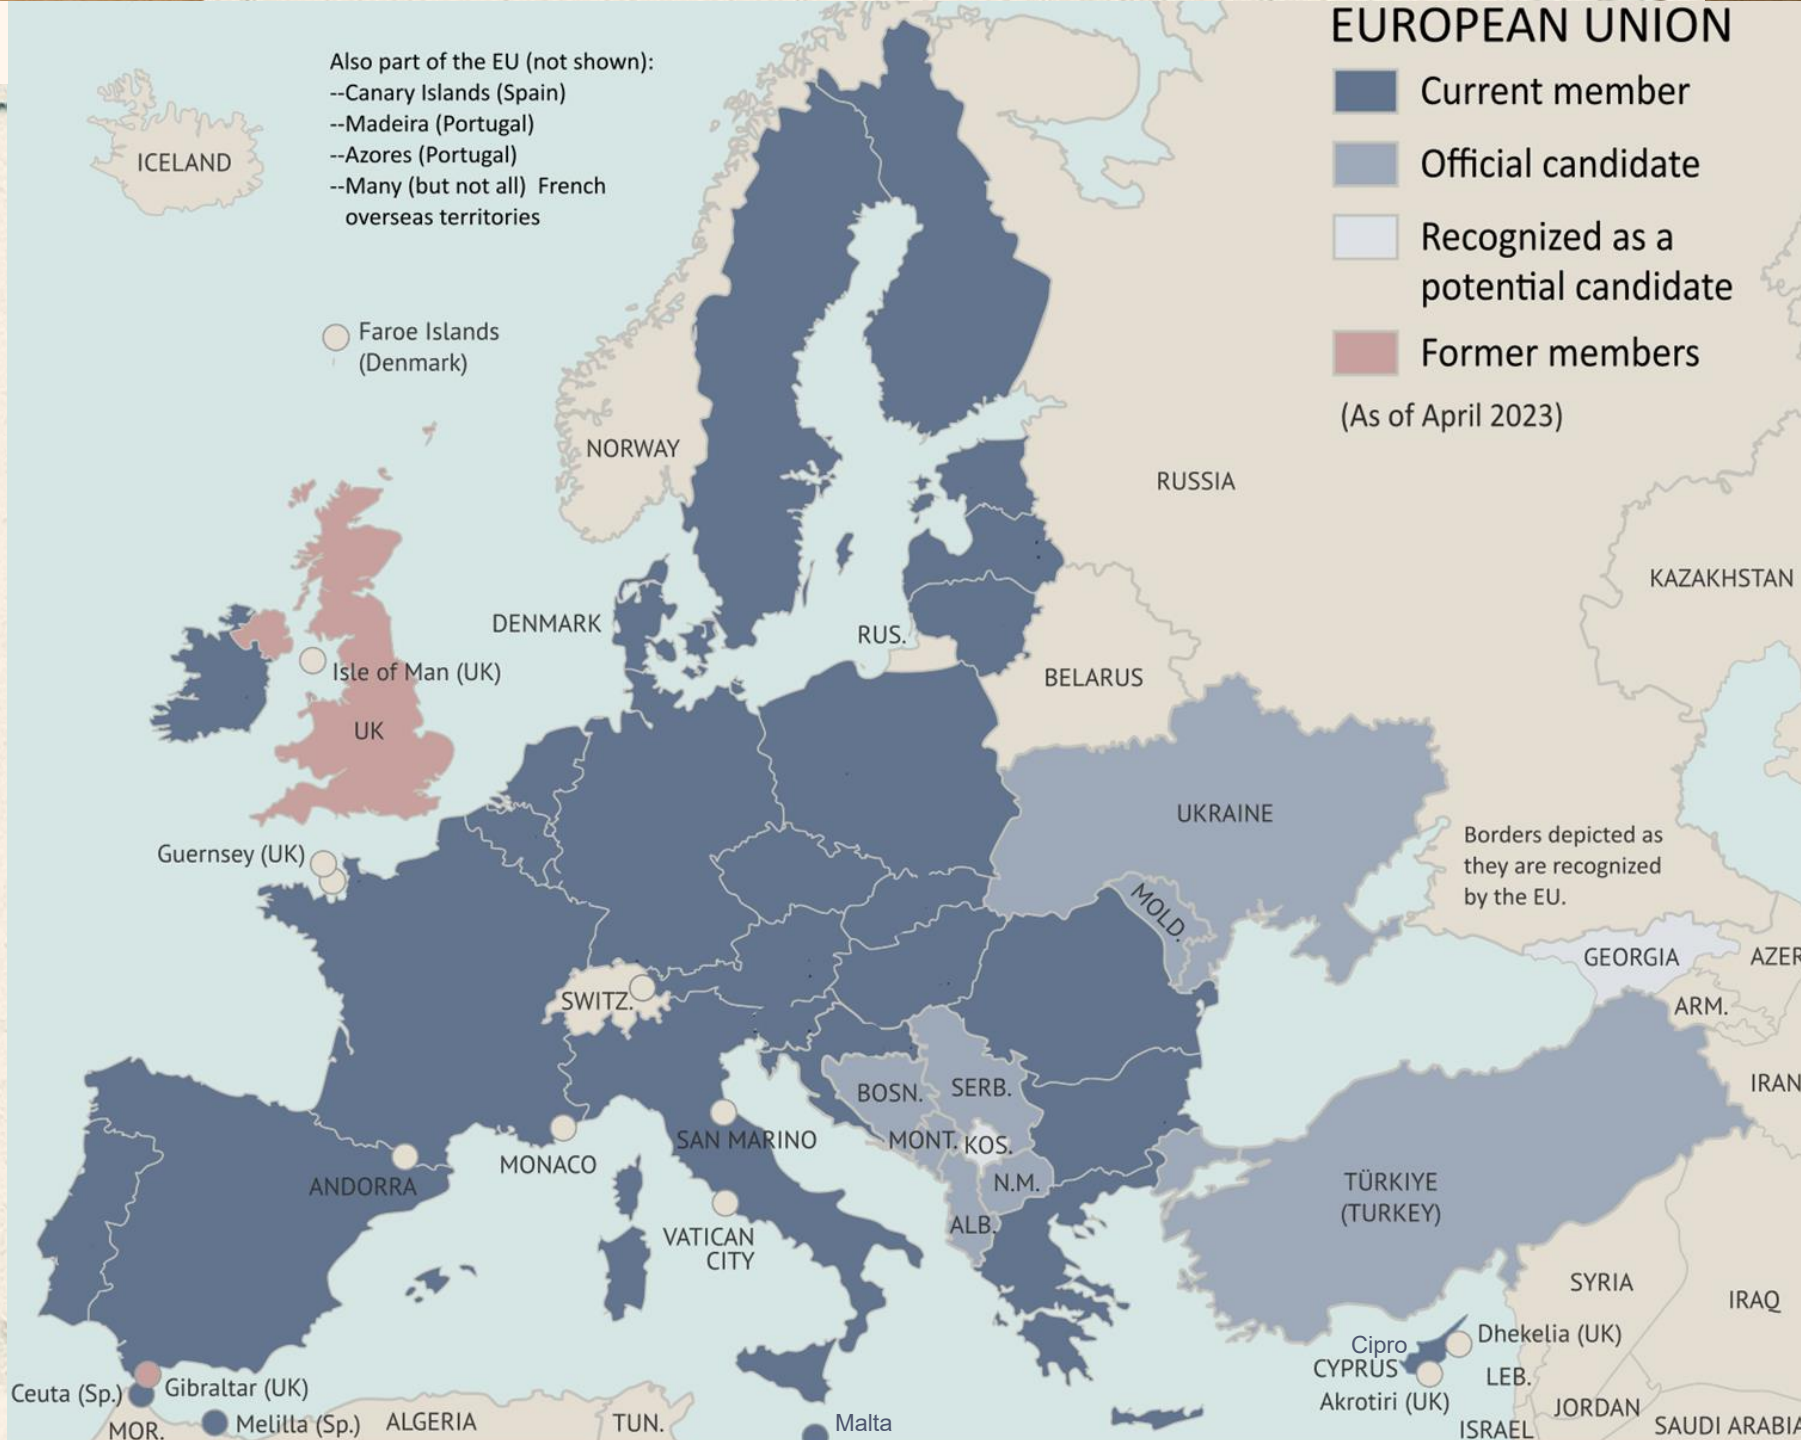 EUROPEAN UNION
Current member
Official candidate
Recognized as a
potential candidate
Former members
(As of April 2023)
Also part of the EU (not shown):
--Canary Islands (Spain)
--Madeira (Portugal)
--Azores (Portugal)
--Many (but not all) French
overseas territories
ICELAND
Faroe Islands
(Denmark)
NORWAY
RUSSIA
KAZAKHSTAN
DENMARK
RUS.
Isle of Man (UK)
BELARUS
UK
UKRAINE
Guernsey (UK)
Borders depicted as
they are recognized
by the EU.
MOLD.
GEORGIA
AZER
SWITZ.
ARM.
BOSN.
SERB.
IRAN
SAN MARINO
MONT.
KOS.
MONACO
ANDORRA
N.M.
TÜRKIYE
(TURKEY)
ALB.
VATICAN
CITY
SYRIA
IRAQ
Cipro
Dhekelia (UK)
CYPRUS
LEB.
Akrotiri (UK)
Ceuta (Sp.)
Gibraltar (UK)
JORDAN
MOR.
Melilla (Sp.)
ALGERIA
TUN.
Malta
ISRAEL
SAUDI ARABIA